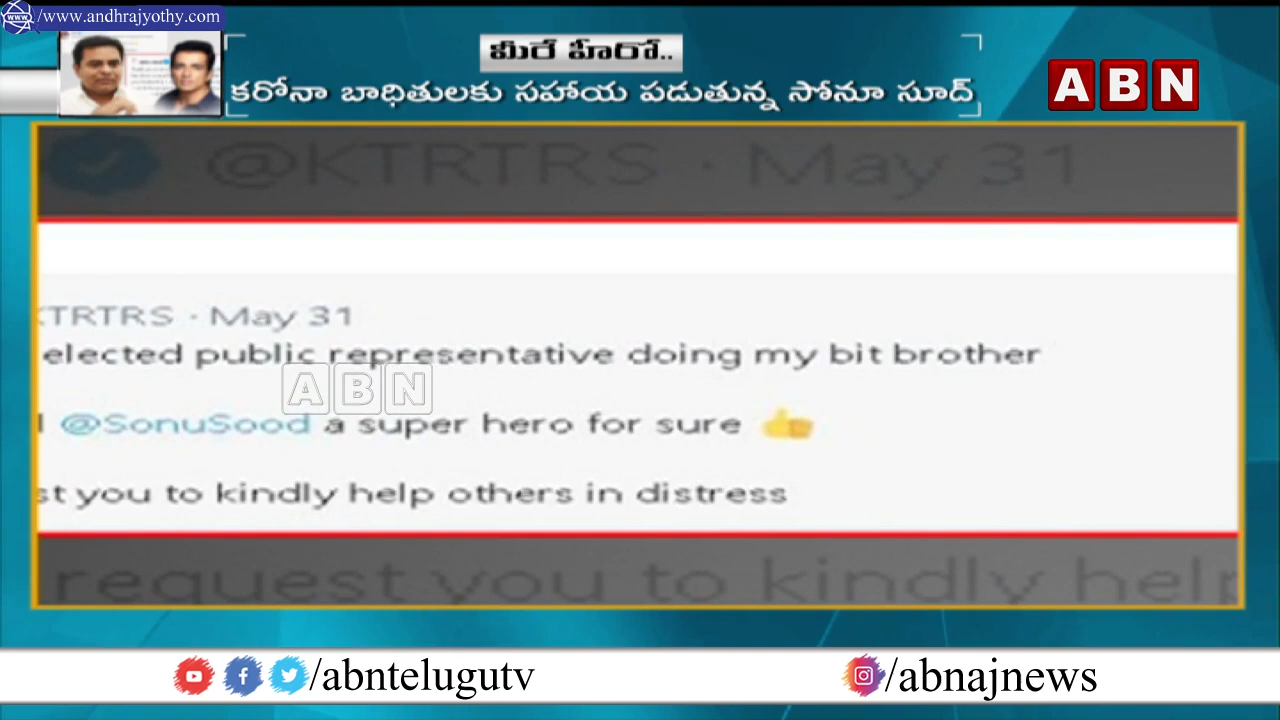 /www.andhrajyothy.com
మీరే హీరో..
కరోనా బాధితులకు సహాయ పడుతున్న సోనూ సూద్
ABN
@KTRTRS · May 31
KTRTRS · May 31
elected public representative doing my bit brother
ABN
@SonuSood a super hero for sure 👍
st you to kindly help others in distress
request you to kindly help
/abntelugutv
/abnajnews